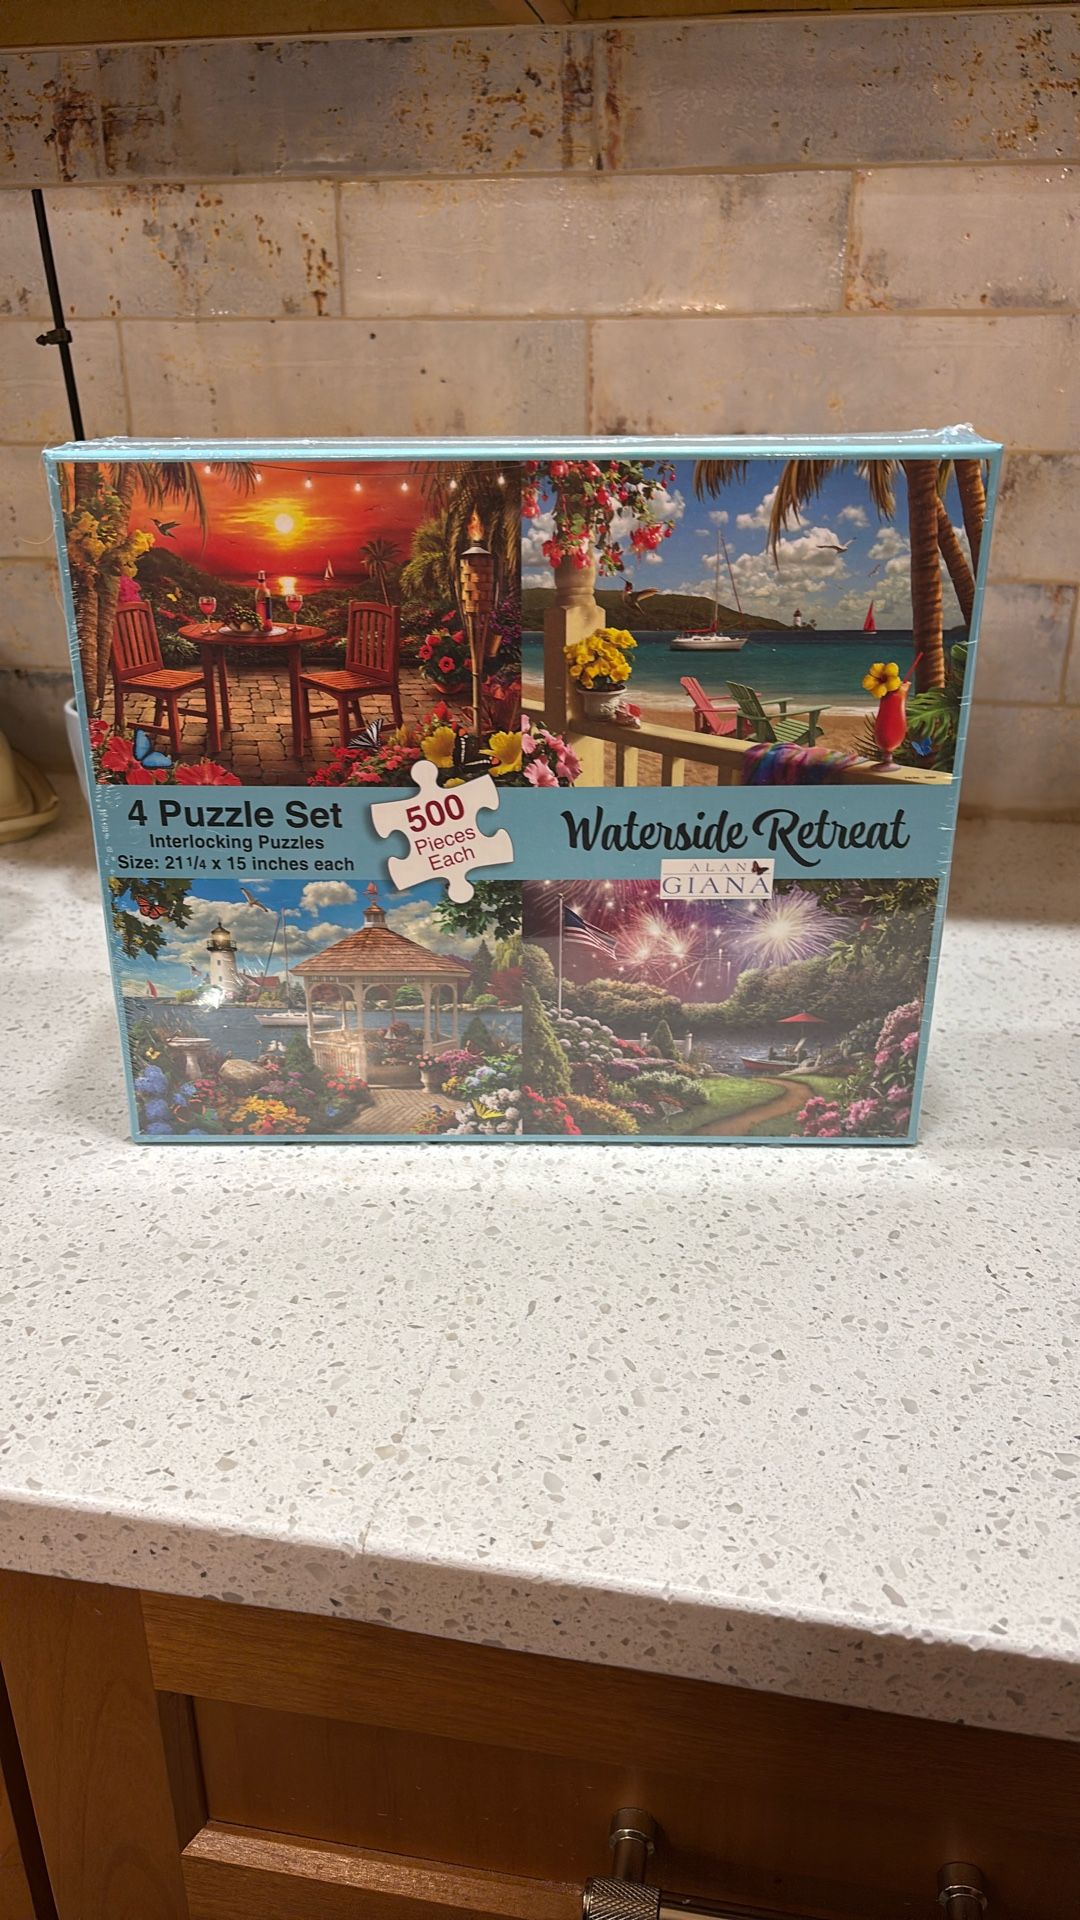 4 Puzzle Set
Interlocking Puzzles
Size: 21 1/4 x 15 inches each
500
Pieces
Each
Waterside Retreat
ALAN
GIANA